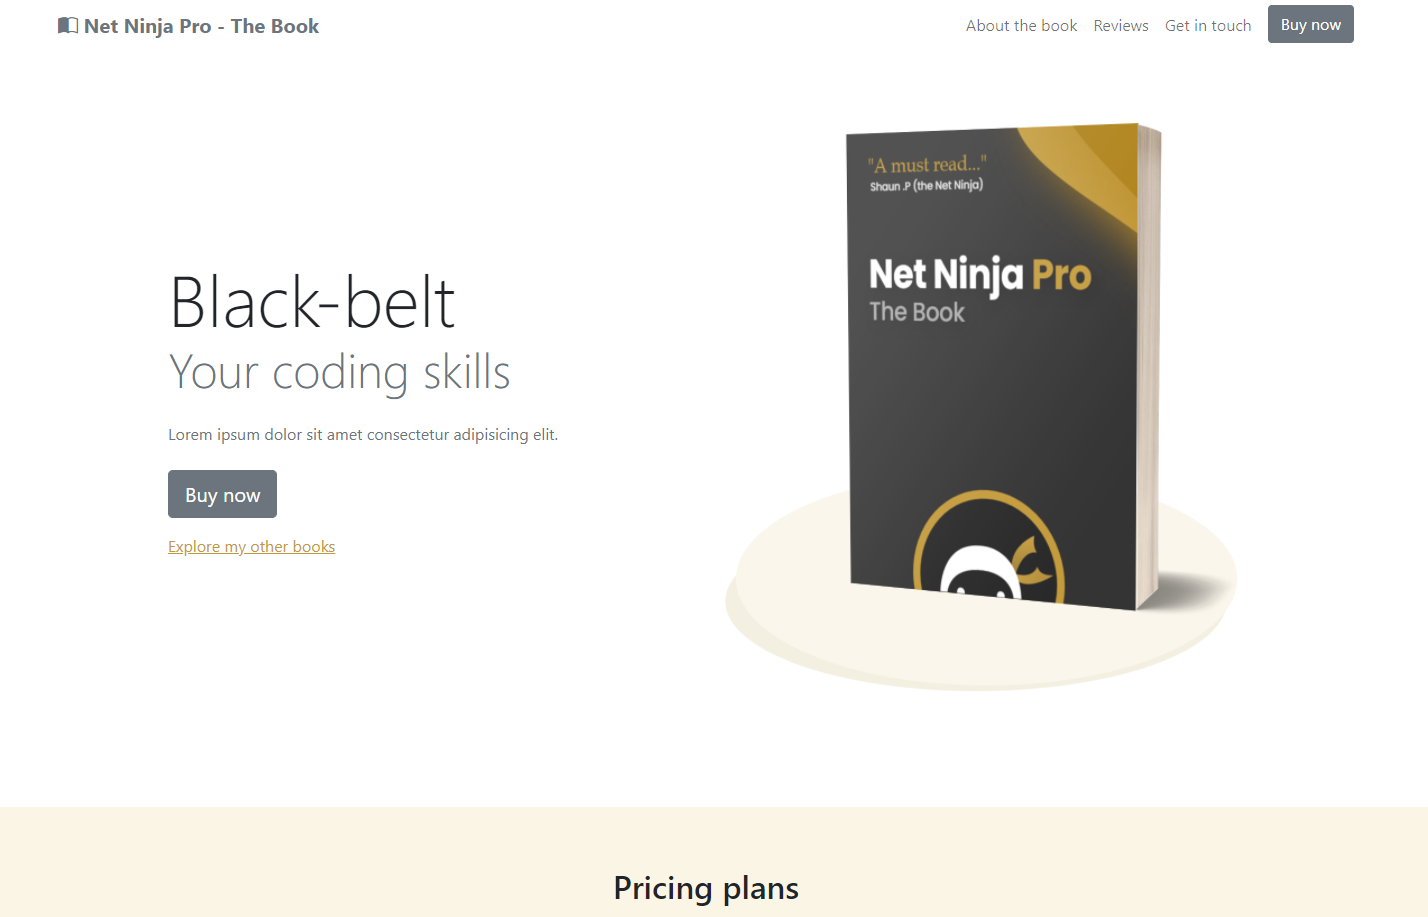 Net Ninja Pro - The Book
About the book
Reviews
Get in touch
Buy now
Black-belt
Your coding skills
Lorem ipsum dolor sit amet consectetur adipisicing elit.
Buy now
Explore my other books
"A must read..."
Shaun .P (the Net Ninja)
Net Ninja Pro
The Book
Pricing plans